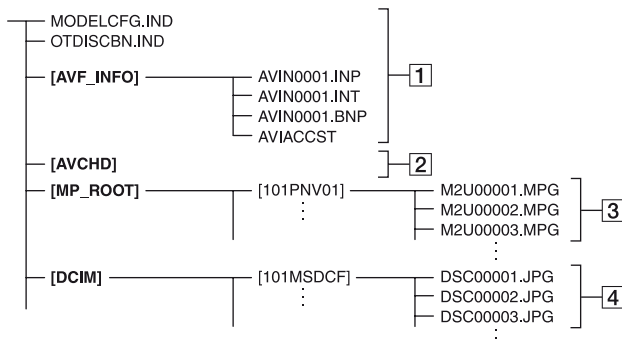 MODELCFG.IND
OTDISCBN.IND
[AVF_INFO] AVIN0001.INP
AVIN0001.INT
AVIN0001.BNP
AVIACCST
1
[AVCHD] 2
[MP_ROOT] [101PNV01] M2U00001.MPG
M2U00002.MPG
M2U00003.MPG
3
[DCIM] [101MSDCF] DSC00001.JPG
DSC00002.JPG
DSC00003.JPG
4